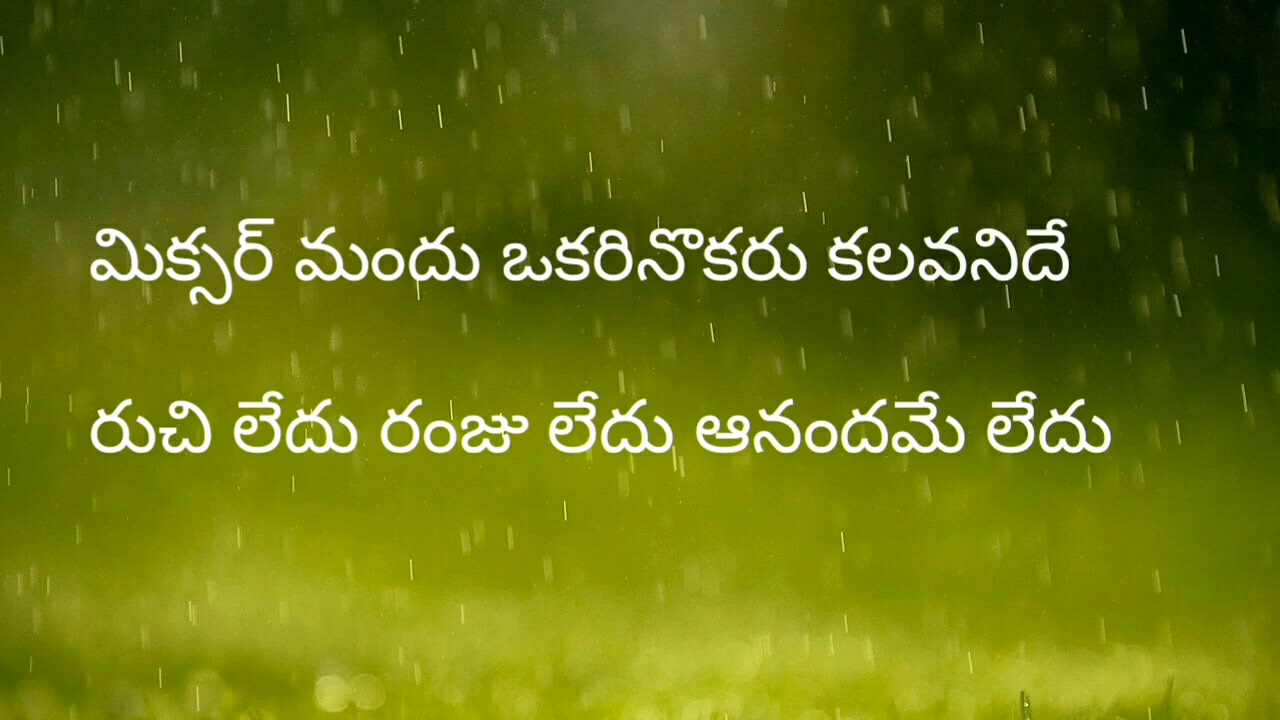 మిక్సర్ మందు ఒకరినొకరు కలవనిదే
రుచి లేదు రంజు లేదు ఆనందమే లేదు